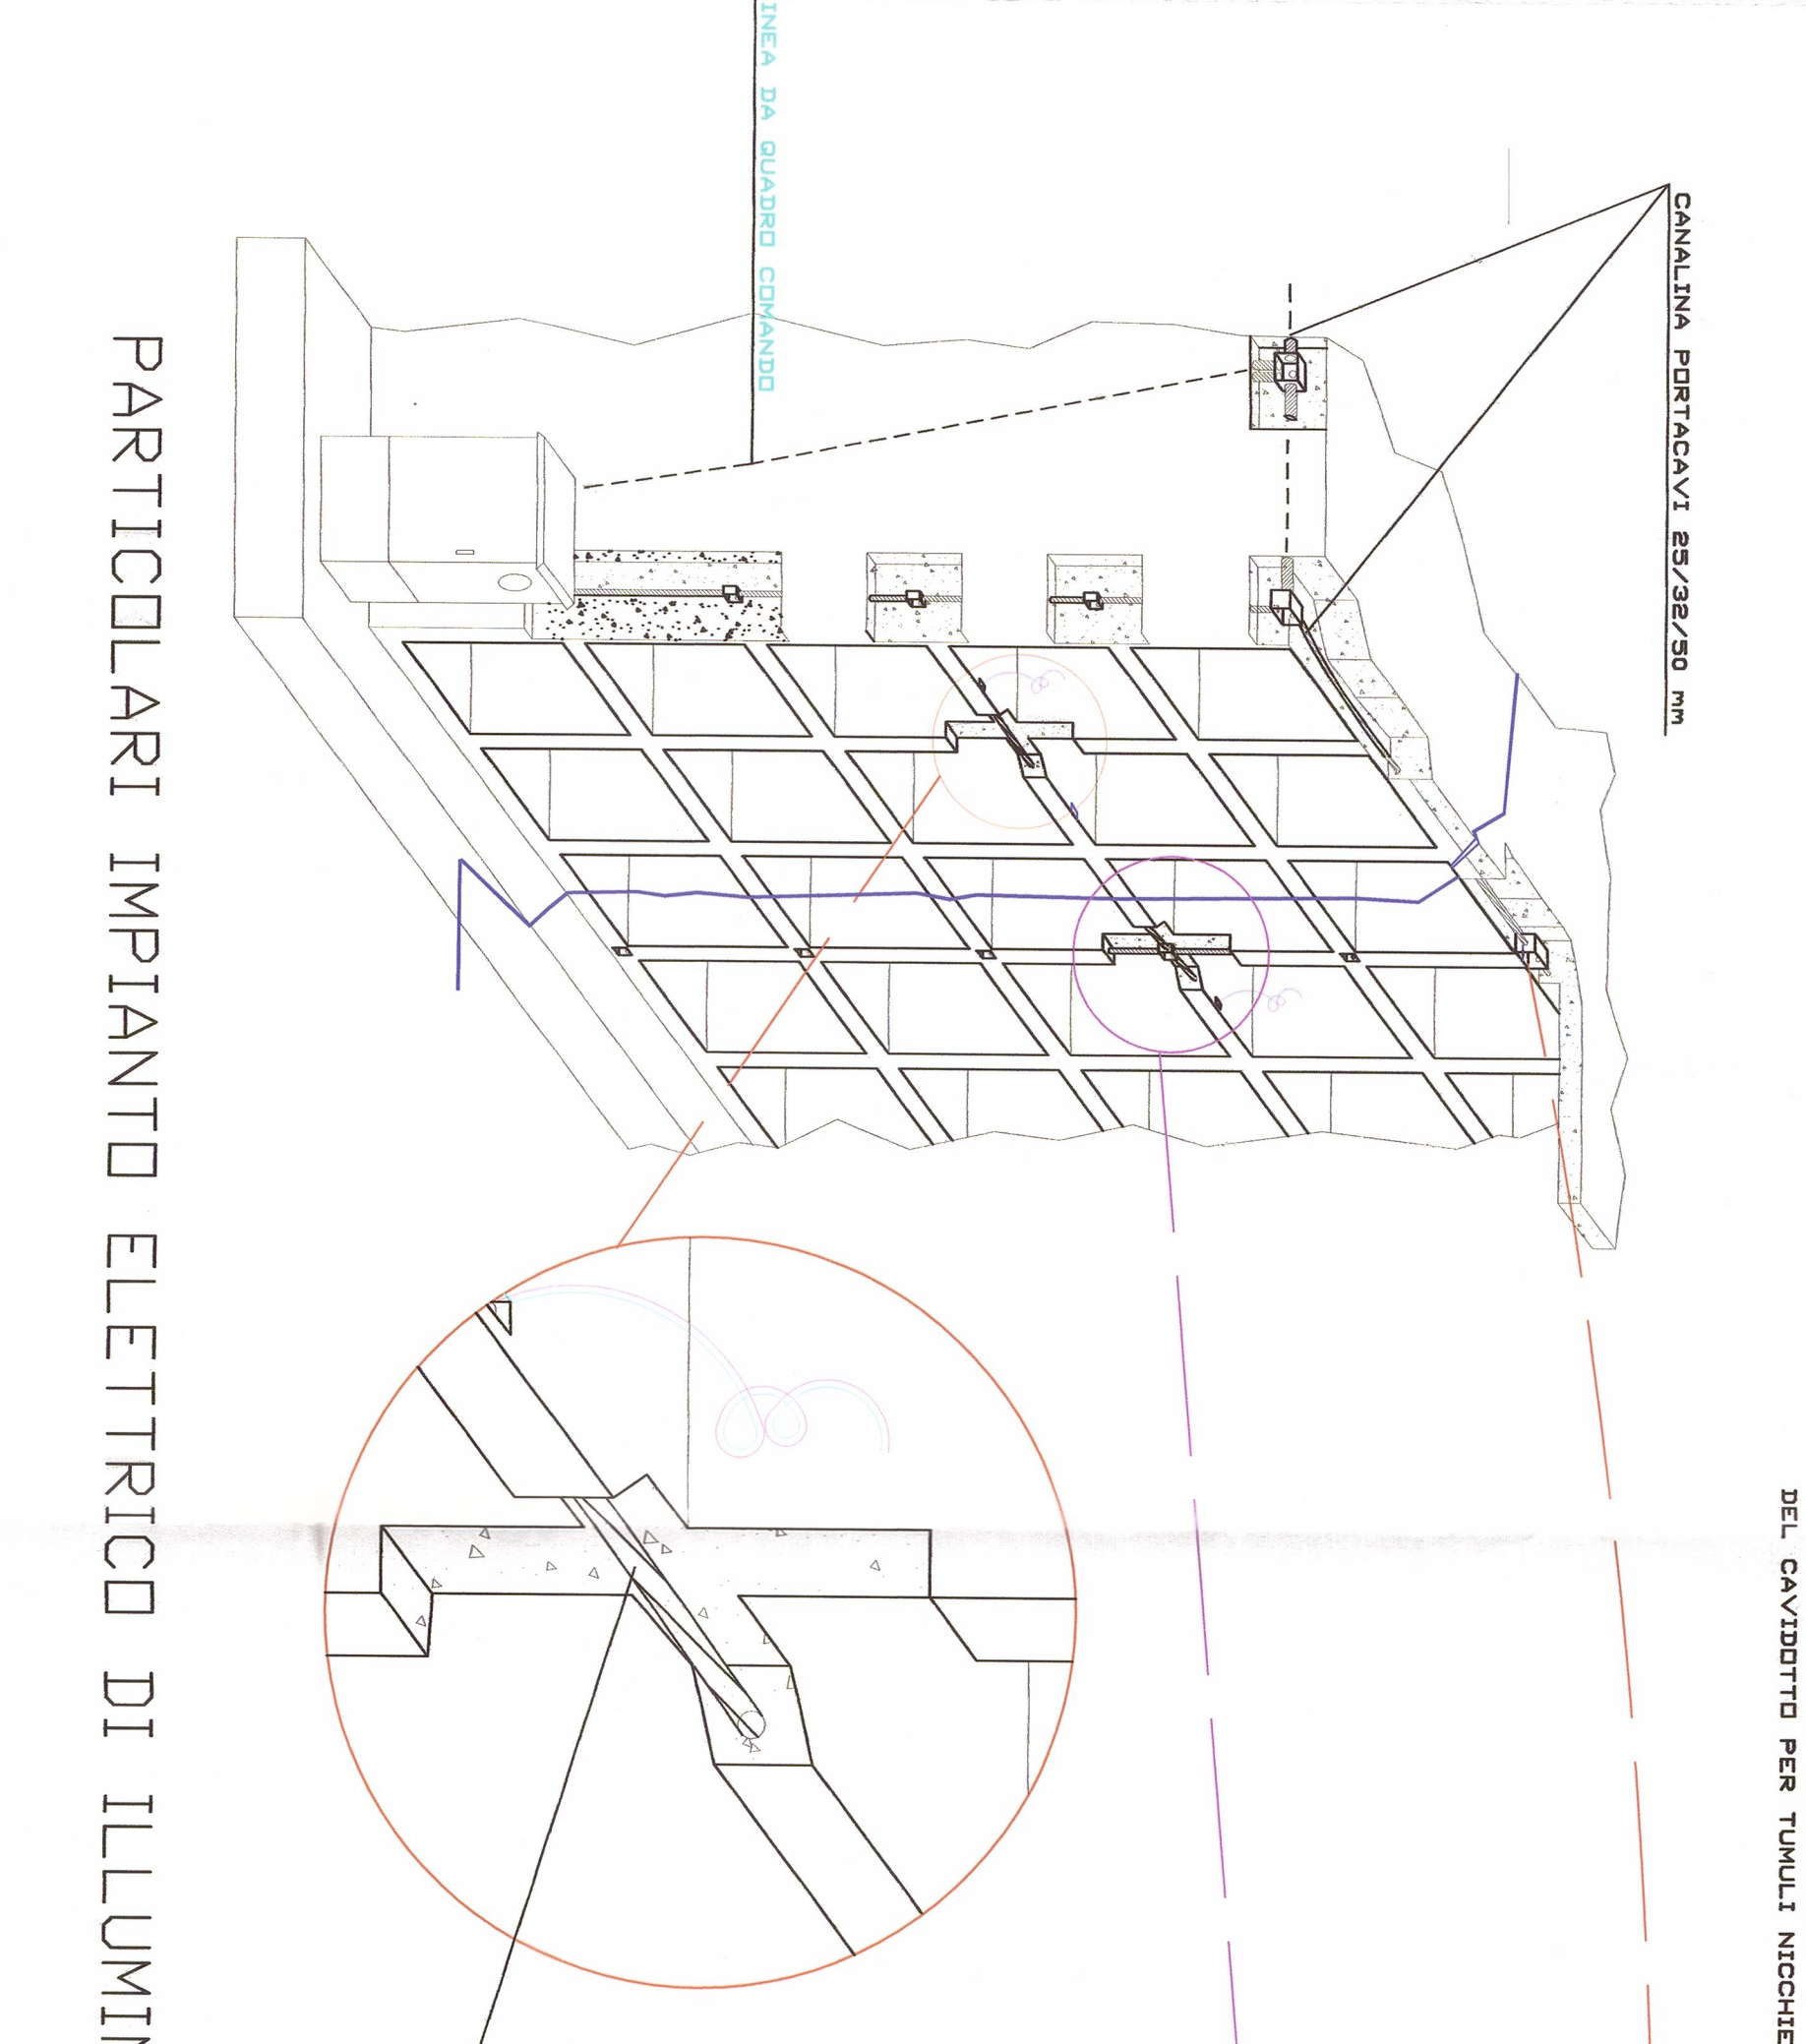 DEL CAVIDOTTO PER TUMULI NICCHIE
CANALINA PORTACAVI 25/32/50 mm
INEA DA QUADRO COMANDO
PARTICOLARI IMPIANTO ELETTRICO DI ILLUMIN